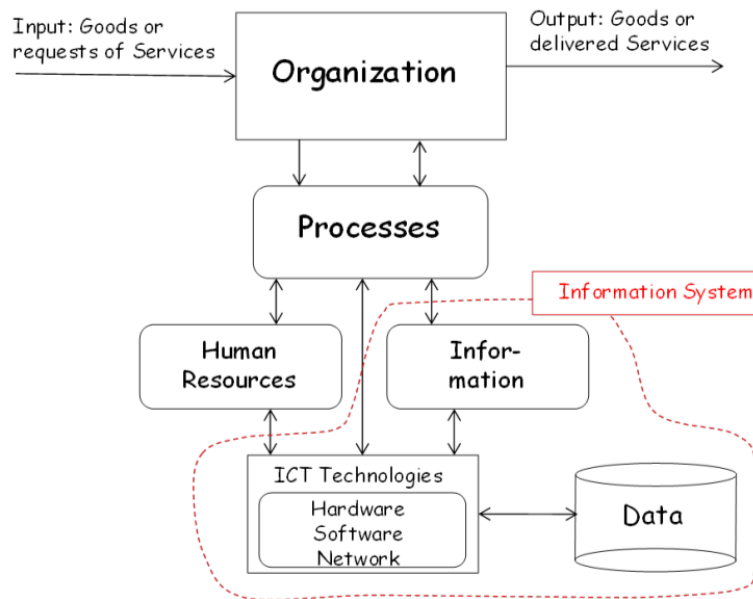 Input: Goods or
requests of Services
Output: Goods or
delivered Services
Organization
Processes
Information System
Human
Resources
Infor-
mation
ICT Technologies
Hardware
Software
Network
Data